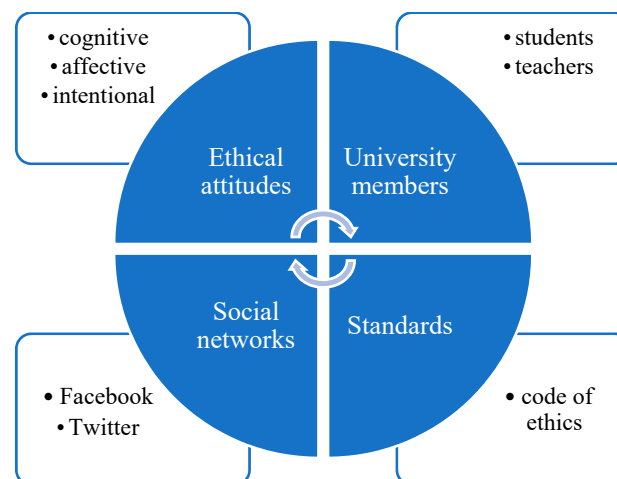 • cognitive
• affective
• intentional
• students
• teachers
Ethical
attitudes
University
members
Social
networks
Standards
• Facebook
• Twitter
• code of
ethics